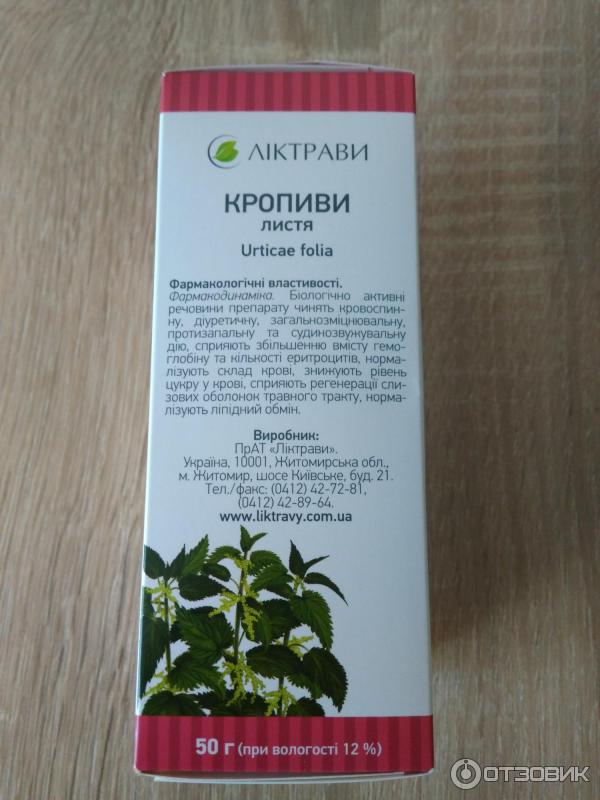 ЛІКТРАВИ
КРОПИВИ
ЛИСТЯ
Urticae folia
Фармакологічні властивості.
Фармакодинаміка. Біологічно активні
речовини препарату чинять кровоспин-
ну, діуретичну, загальнозміцнювальну,
протизапальну та судинозвужувальну
дію, сприяють збільшенню вмісту гемо-
глобіну та кількості еритроцитів, норма-
лізують склад крові, знижують рівень
цукру у крові, сприяють регенерації сли-
зових оболонок травного тракту, норма-
лізують ліпідний обмін.
Виробник:
ПрАТ «Ліктрави».
Україна, 10001, Житомирська обл.,
м. Житомир, шосе Київське, буд. 21.
Тел./факс: (0412) 42-72-81,
(0412) 42-89-64.
www.liktravy.com.ua
50 г (при вологості 12 %)
ОТЗОВИК